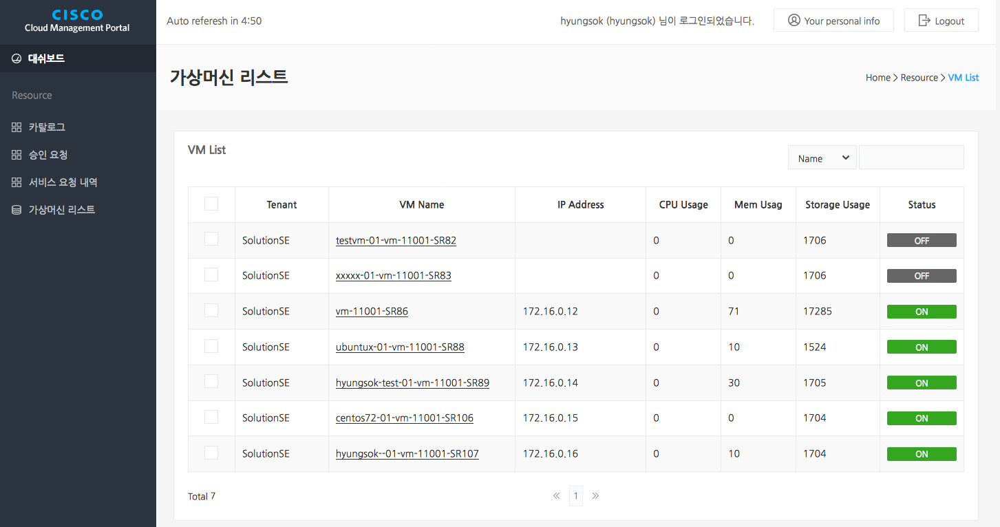 CISCO
Cloud Management Portal
Auto referesh in 4:50
hyungsok (hyungsok) 님이 로그인되었습니다.
Your personal info
Logout
대쉬보드
Resource
카탈로그
승인 요청
서비스 요청 내역
가상머신 리스트
가상머신 리스트
Home > Resource > VM List
VM List
Name
Tenant VM Name IP Address CPU Usage Mem Usag Storage Usage Status
SolutionSE testvm-01-vm-11001-SR82 0 0 1706 OFF
SolutionSE xxxxx-01-vm-11001-SR83 0 0 1706 OFF
SolutionSE vm-11001-SR86 172.16.0.12 0 71 17285 ON
SolutionSE ubuntux-01-vm-11001-SR88 172.16.0.13 0 10 1524 ON
SolutionSE hyungsok-test-01-vm-11001-SR89 172.16.0.14 0 30 1705 ON
SolutionSE centos72-01-vm-11001-SR106 172.16.0.15 0 0 1704 ON
SolutionSE hyungsok--01-vm-11001-SR107 172.16.0.16 0 10 1704 ON
Total 7
« 1 »